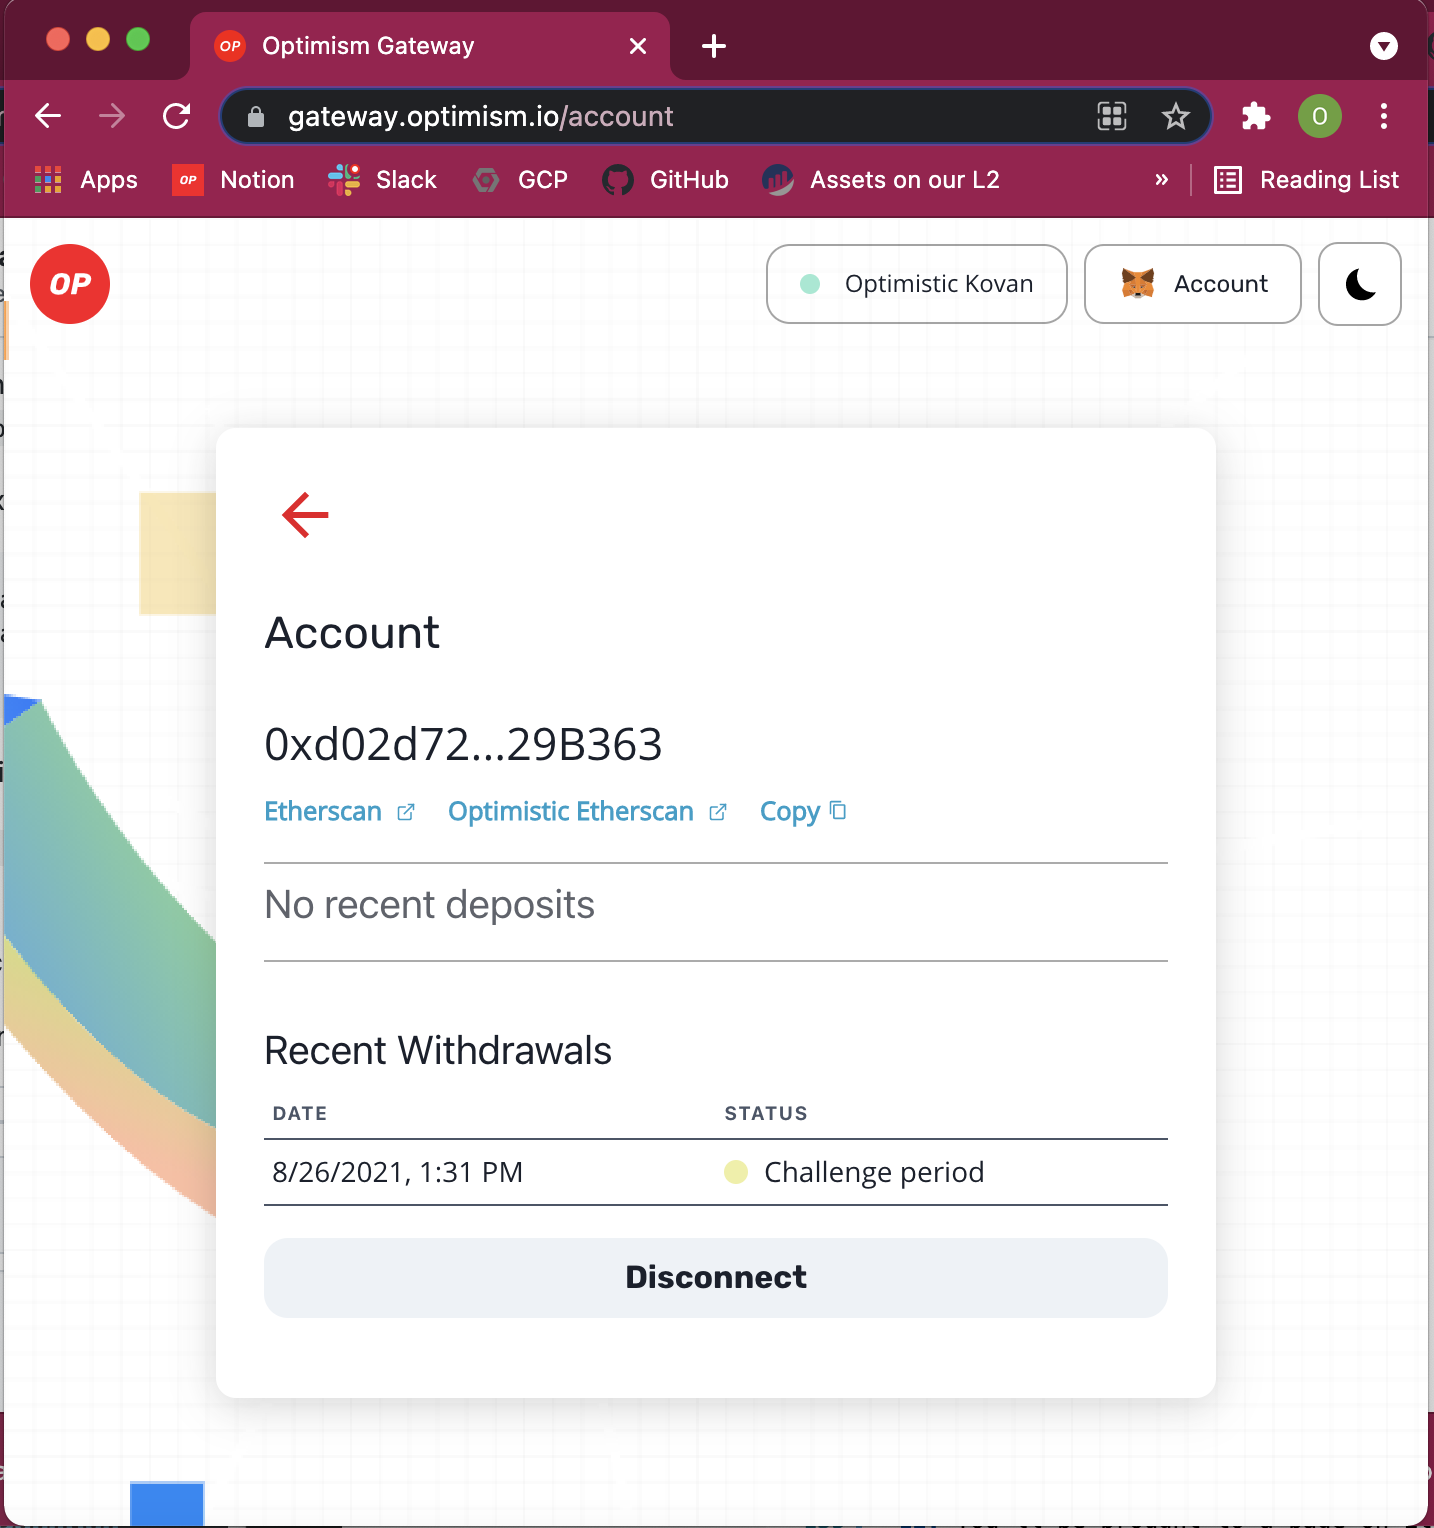 OP Optimism Gateway
gateway.optimism.io/account
O
Apps OP Notion Slack GCP GitHub Assets on our L2 » Reading List
OP Optimistic Kovan Account
Account
0xd02d72...29B363
Etherscan Optimistic Etherscan Copy
No recent deposits
Recent Withdrawals
DATE STATUS
8/26/2021, 1:31 PM Challenge period
Disconnect